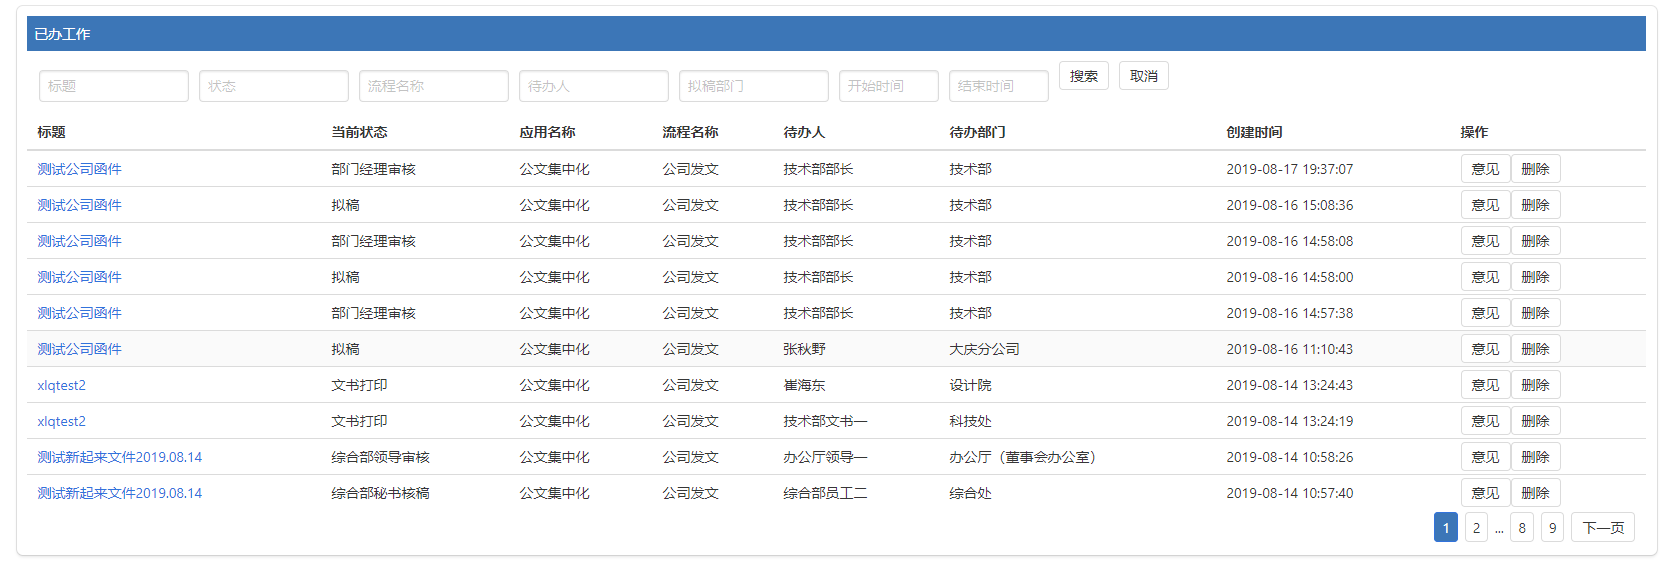 已办工作
标题 状态 流程名称 待办人 拟稿部门 开始时间 结束时间 搜索 取消
标题 当前状态 应用名称 流程名称 待办人 待办部门 创建时间 操作
测试公司函件 部门经理审核 公文集中化 公司发文 技术部部长 技术部 2019-08-17 19:37:07 意见 删除
测试公司函件 拟稿 公文集中化 公司发文 技术部部长 技术部 2019-08-16 15:08:36 意见 删除
测试公司函件 部门经理审核 公文集中化 公司发文 技术部部长 技术部 2019-08-16 14:58:08 意见 删除
测试公司函件 拟稿 公文集中化 公司发文 技术部部长 技术部 2019-08-16 14:58:00 意见 删除
测试公司函件 部门经理审核 公文集中化 公司发文 技术部部长 技术部 2019-08-16 14:57:38 意见 删除
测试公司函件 拟稿 公文集中化 公司发文 张秋野 大庆分公司 2019-08-16 11:10:43 意见 删除
xlqtest2 文书打印 公文集中化 公司发文 崔海东 设计院 2019-08-14 13:24:43 意见 删除
xlqtest2 文书打印 公文集中化 公司发文 技术部文书一 科技处 2019-08-14 13:24:19 意见 删除
测试新起来文件2019.08.14 综合部领导审核 公文集中化 公司发文 办公厅领导一 办公厅（董事会办公室） 2019-08-14 10:58:26 意见 删除
测试新起来文件2019.08.14 综合部秘书核稿 公文集中化 公司发文 综合部员工二 综合处 2019-08-14 10:57:40 意见 删除
1 2 ... 8 9 下一页